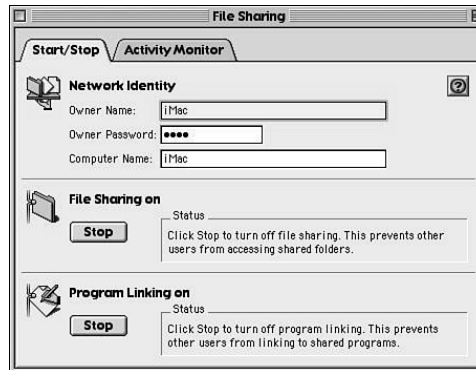 File Sharing
Start/Stop
Activity Monitor
Network Identity
Owner Name: iMac
Owner Password: ••••
Computer Name: iMac
File Sharing on
Stop
Status
Click Stop to turn off file sharing. This prevents other
users from accessing shared folders.
Program Linking on
Stop
Status
Click Stop to turn off program linking. This prevents
other users from linking to shared programs.